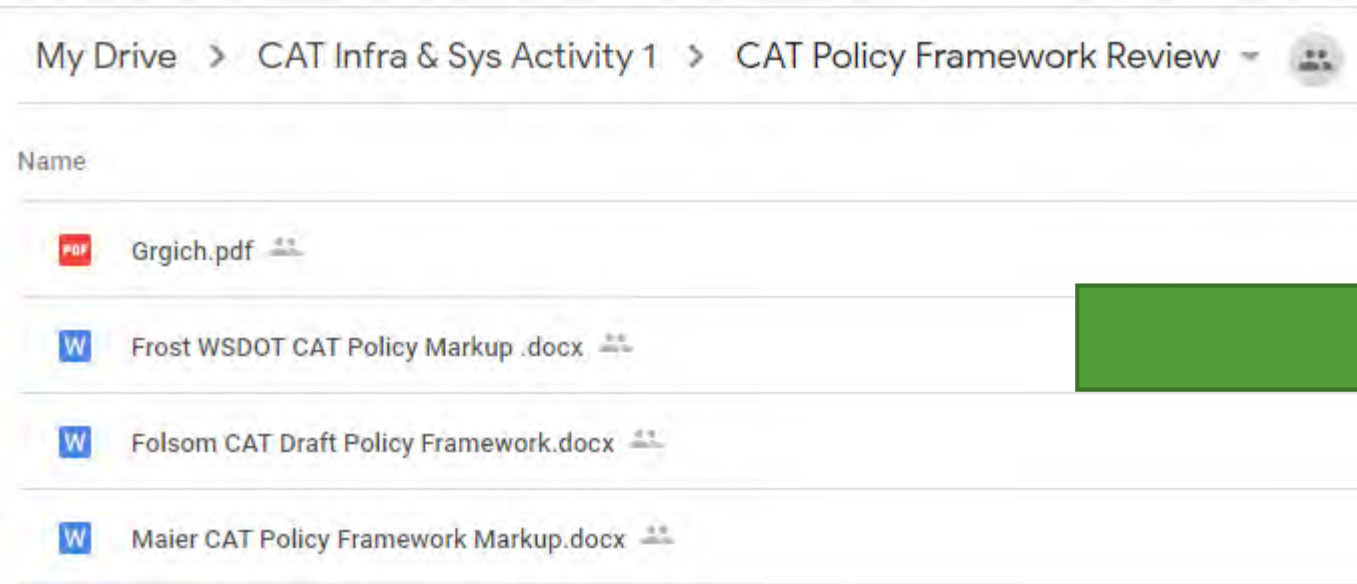 My Drive > CAT Infra & Sys Activity 1 > CAT Policy Framework Review
Name
PDF Grgich.pdf
W Frost WSDOT CAT Policy Markup .docx
W Folsom CAT Draft Policy Framework.docx
W Maier CAT Policy Framework Markup.docx